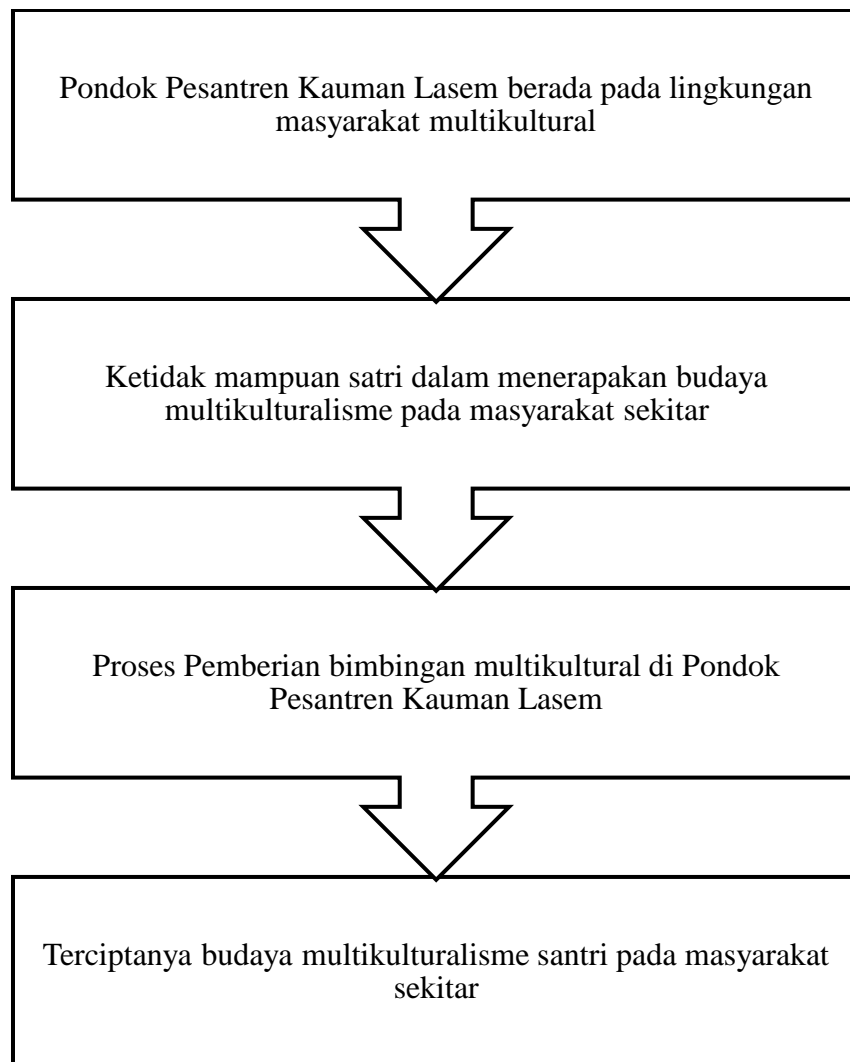 Pondok Pesantren Kauman Lasem berada pada lingkungan
masyarakat multikultural
Ketidak mampuan satri dalam menerapakan budaya
multikulturalisme pada masyarakat sekitar
Proses Pemberian bimbingan multikultural di Pondok
Pesantren Kauman Lasem
Terciptanya budaya multikulturalisme santri pada masyarakat
sekitar